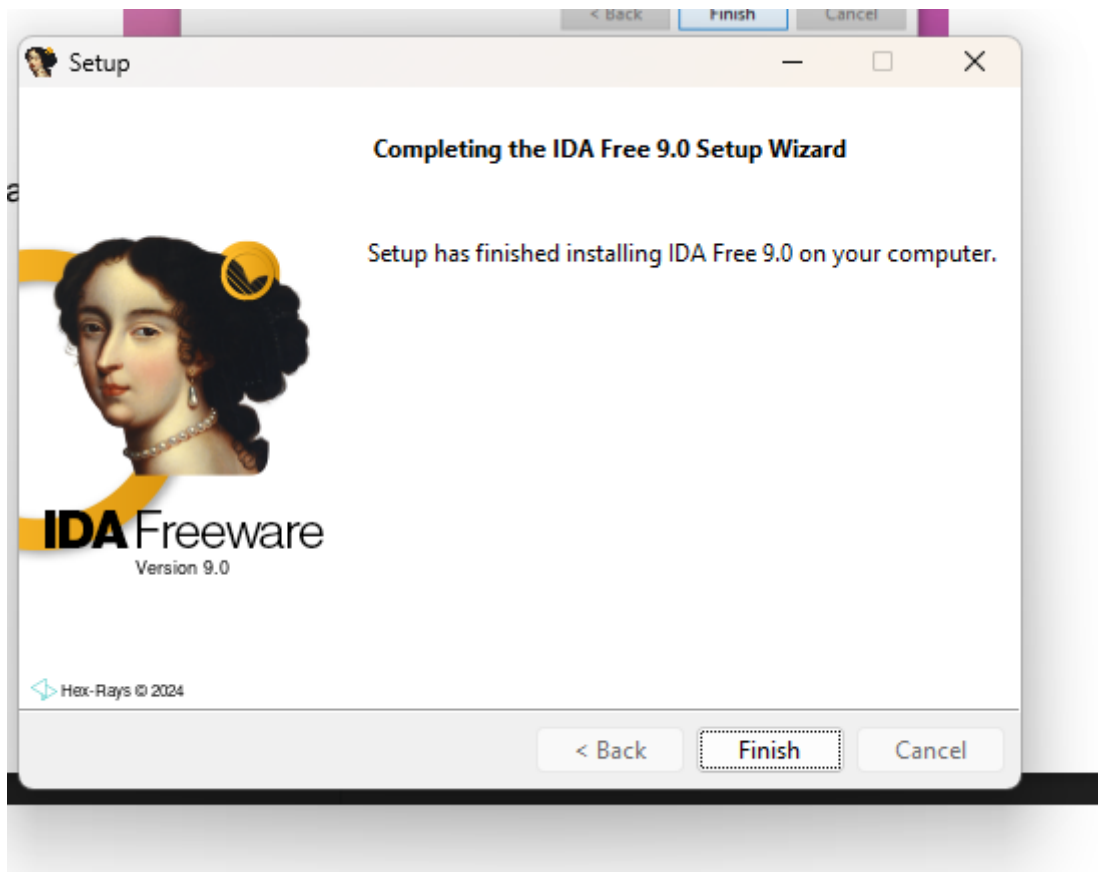 < Back Finish Cancel
Setup
Completing the IDA Free 9.0 Setup Wizard
a
Setup has finished installing IDA Free 9.0 on your computer.
IDA Freeware
Version 9.0
Hex-Rays © 2024
< Back Finish Cancel